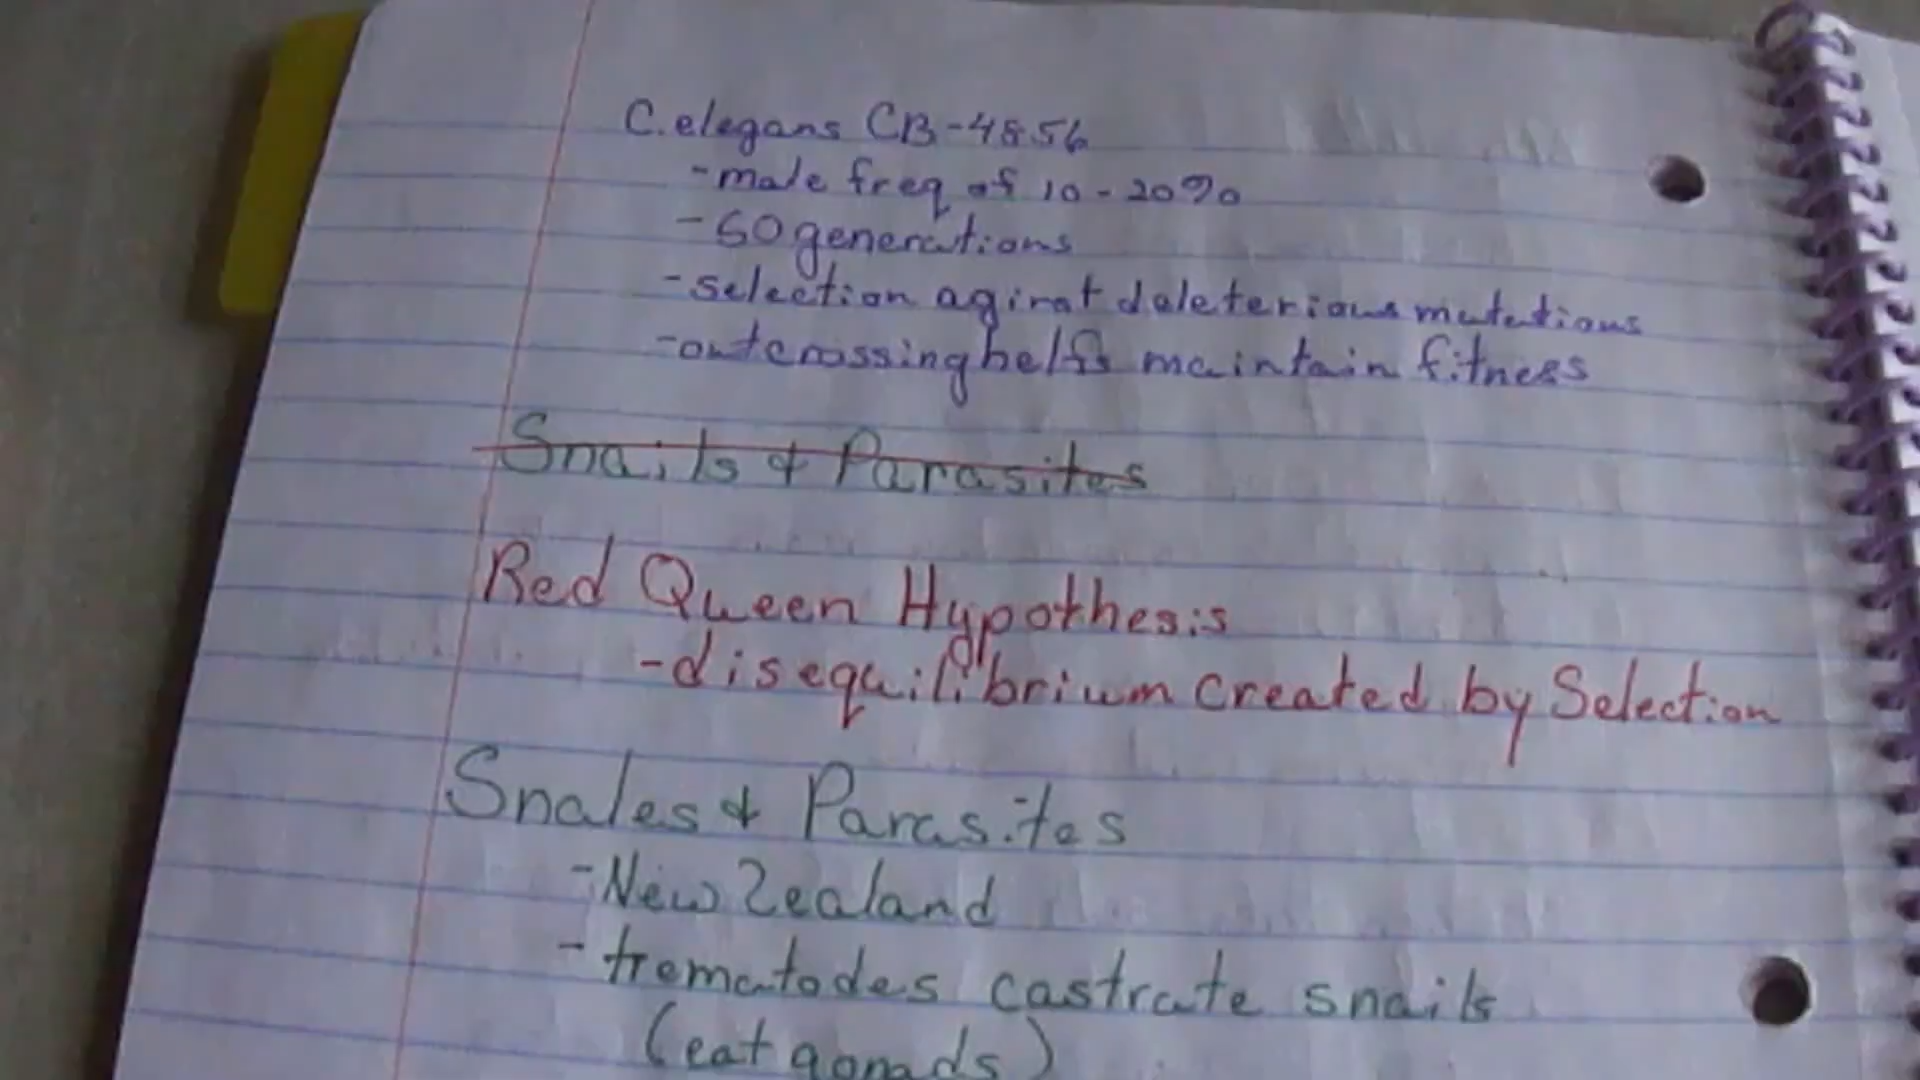 C. elegans CB-4856
- male freq of 10-20%
- 50 generations
- selection aginst deleterious mutations
- outcrossing helps maintain fitness
Snails & Parasites
Red Queen Hypothesis
- disequilibrium created by Selection
Snales & Parasites
- New Zealand
- trematodes castrate snails
(eat gonads)